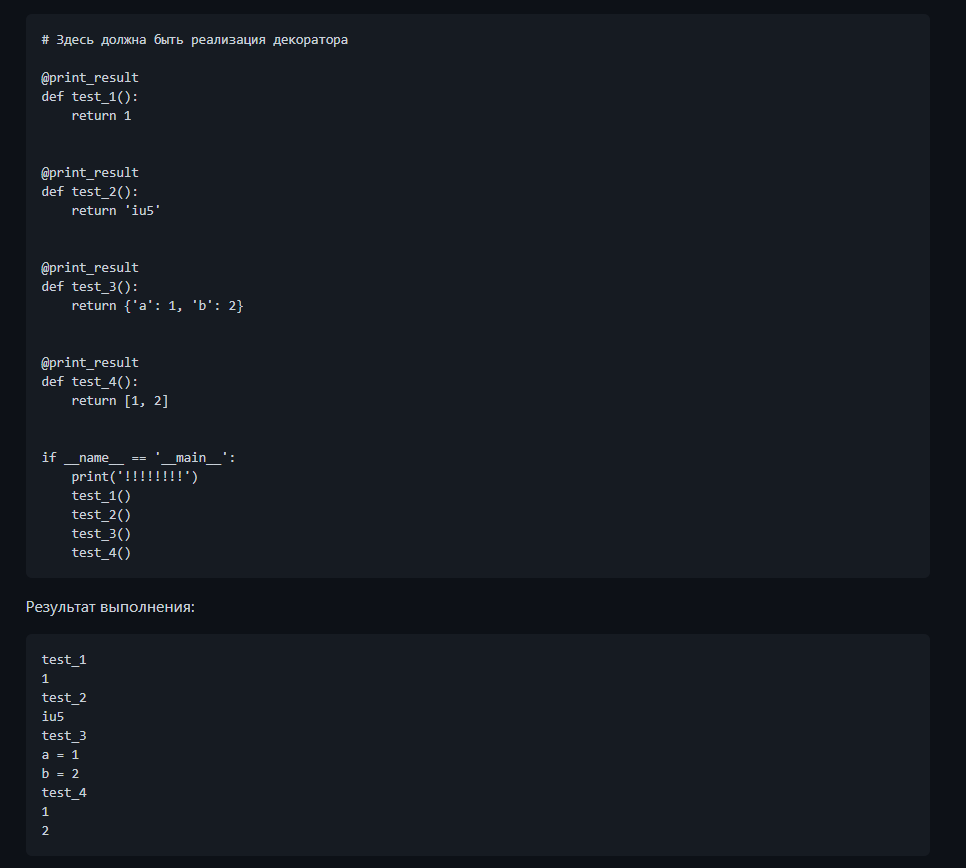 # Здесь должна быть реализация декоратора
@print_result
def test_1():
    return 1
@print_result
def test_2():
    return 'iu5'
@print_result
def test_3():
    return {'a': 1, 'b': 2}
@print_result
def test_4():
    return [1, 2]
if __name__ == '__main__':
    print('!!!!!!!!')
    test_1()
    test_2()
    test_3()
    test_4()
Результат выполнения:
test_1
1
test_2
iu5
test_3
a = 1
b = 2
test_4
1
2